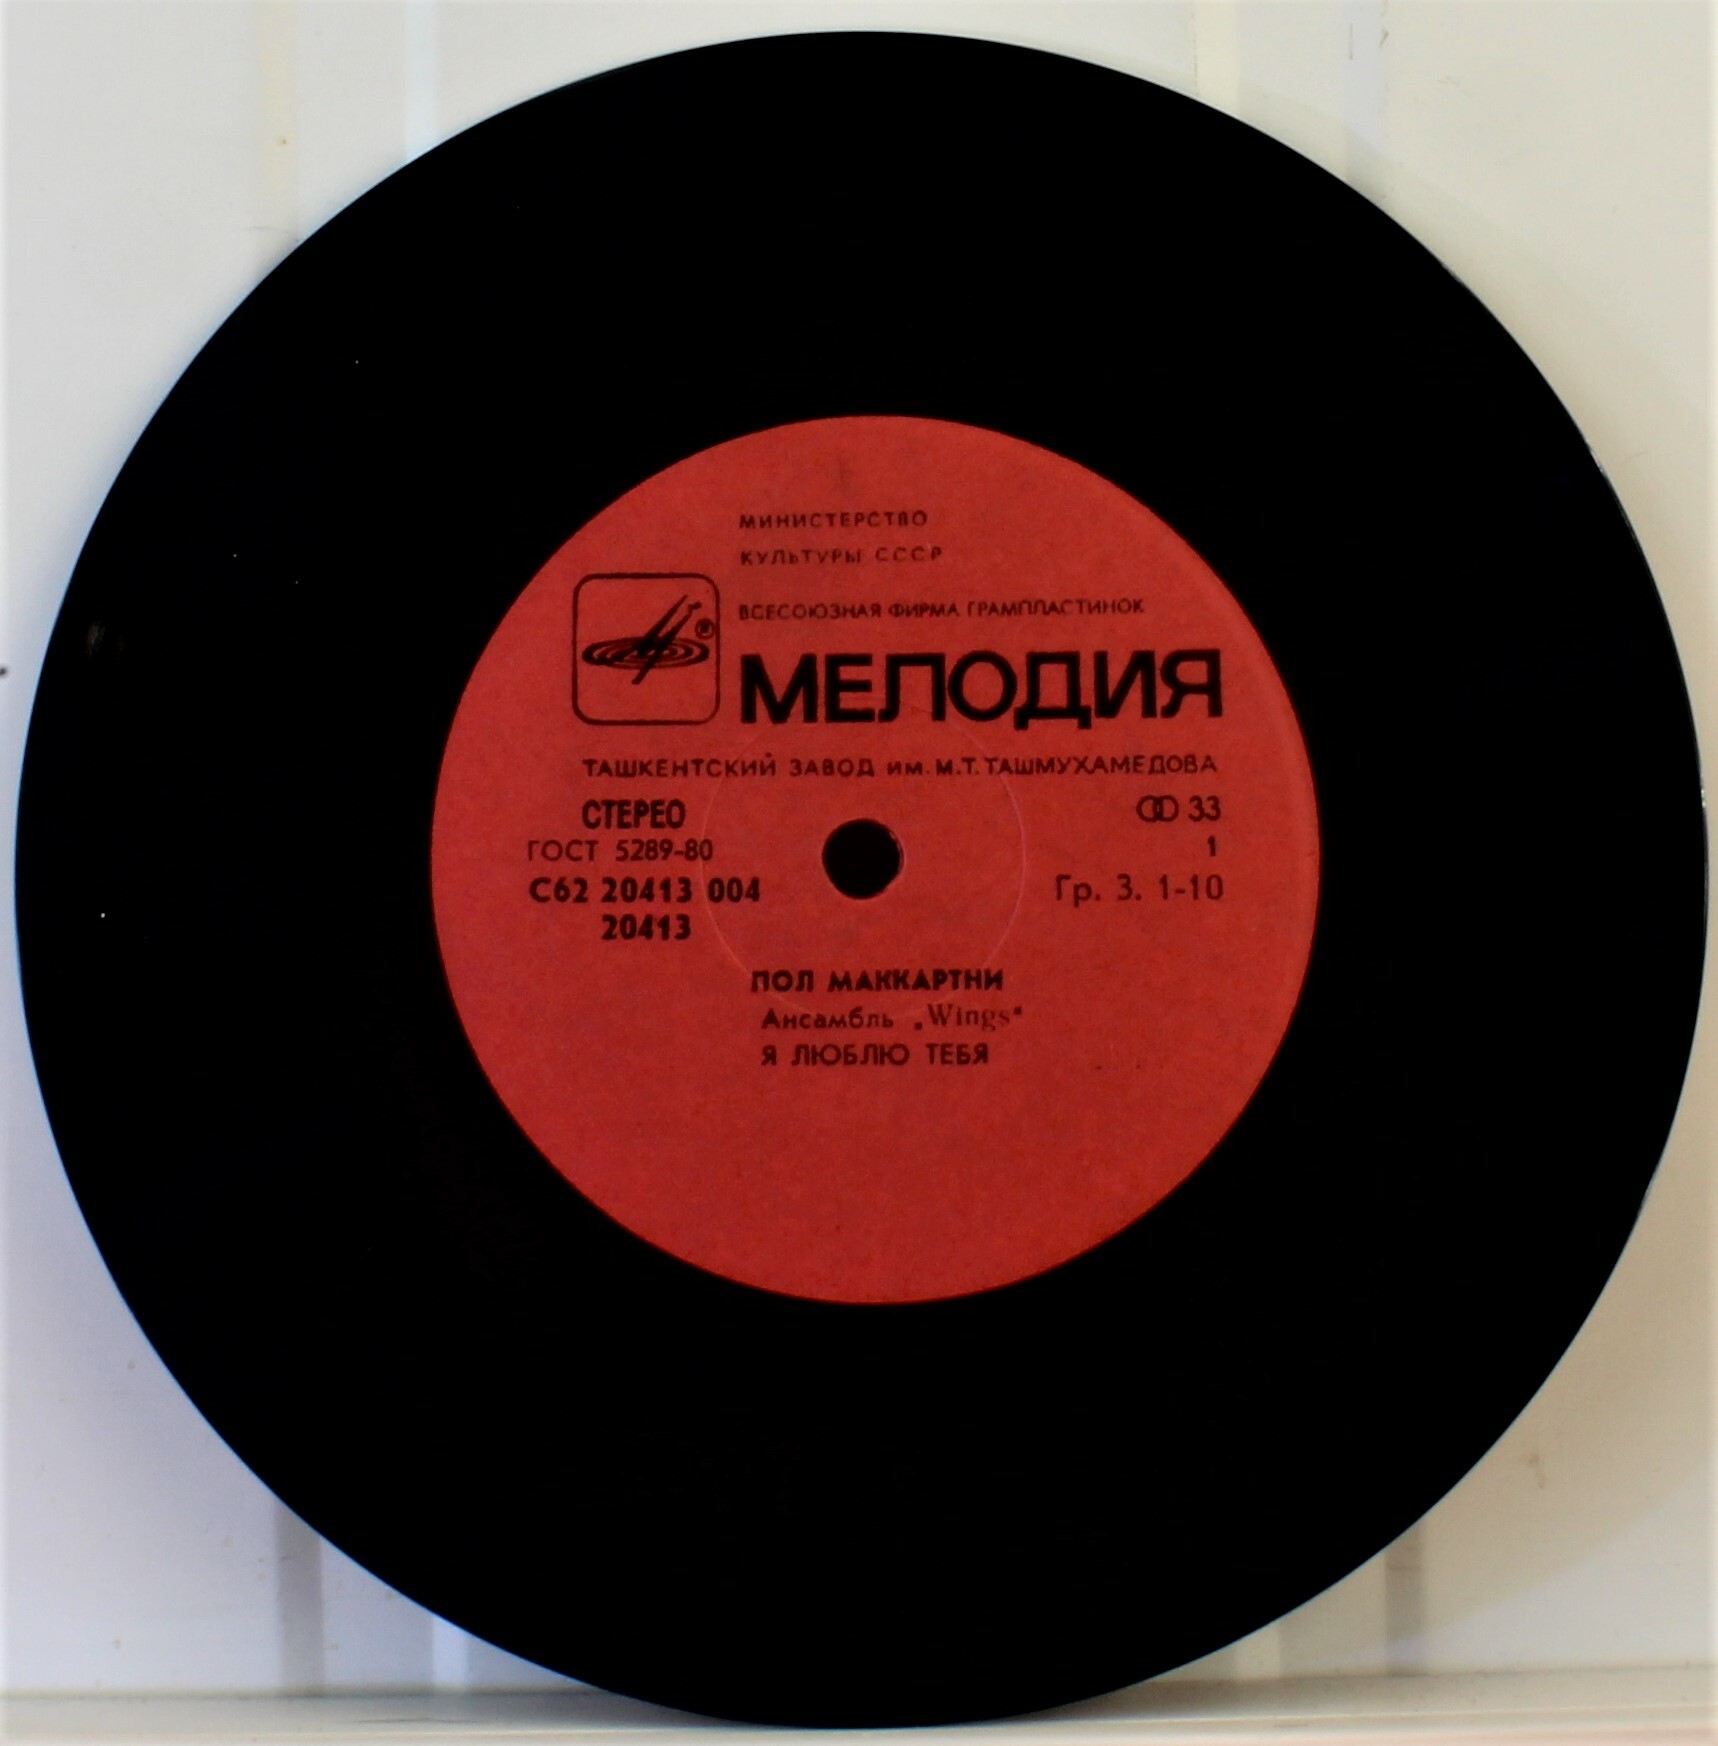 МИНИСТЕРСТВО
КУЛЬТУРЫ СССР
ВСЕСОЮЗНАЯ ФИРМА ГРАМПЛАСТИНОК
®
МЕЛОДИЯ
ТАШКЕНТСКИЙ ЗАВОД им. М.Т. ТАШМУХАМЕДОВА
СТЕРЕО 33
ГОСТ 5289-80 1
С62 20413 004 Гр. 3. 1-10
20413
ПОЛ МАККАРТНИ
Ансамбль „Wings"
Я ЛЮБЛЮ ТЕБЯ